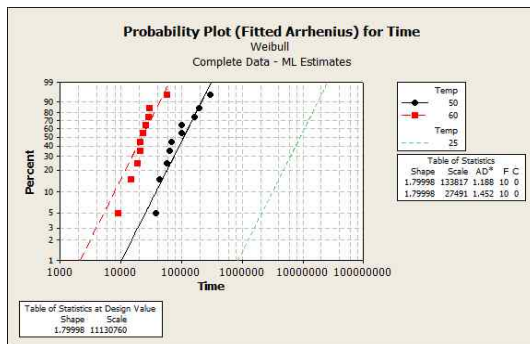 Probability Plot (Fitted Arrhenius) for Time
Weibull
Complete Data - ML Estimates
Percent
99
90
80
70
60
50
40
30
20
10
5
3
2
1
1000
10000
100000
1000000
10000000
100000000
Time
Temp
50
60
Temp
25
Table of Statistics
Shape Scale AD* F C
1.79998 133817 1.188 10 0
1.79998 27491 1.452 10 0
Table of Statistics at Design Value
Shape Scale
1.79998 11130760